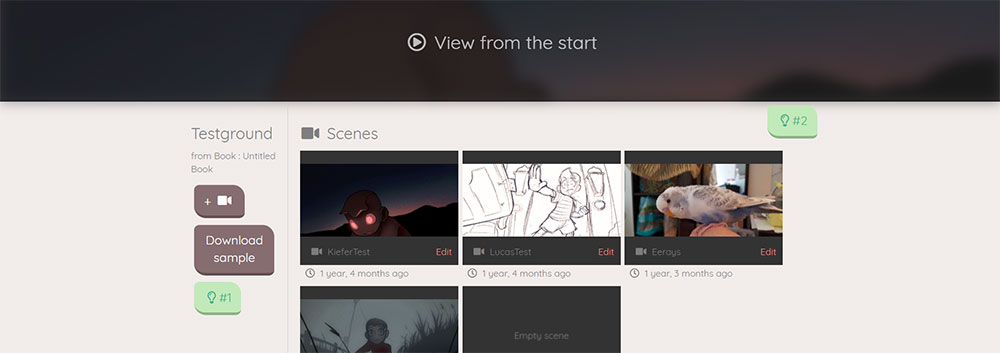 View from the start
Testground
from Book : Untitled
Book
+
Download
sample
#1
Scenes
#2
KieferTest Edit
LucasTest Edit
Eerays Edit
1 year, 4 months ago
1 year, 4 months ago
1 year, 3 months ago
Empty scene